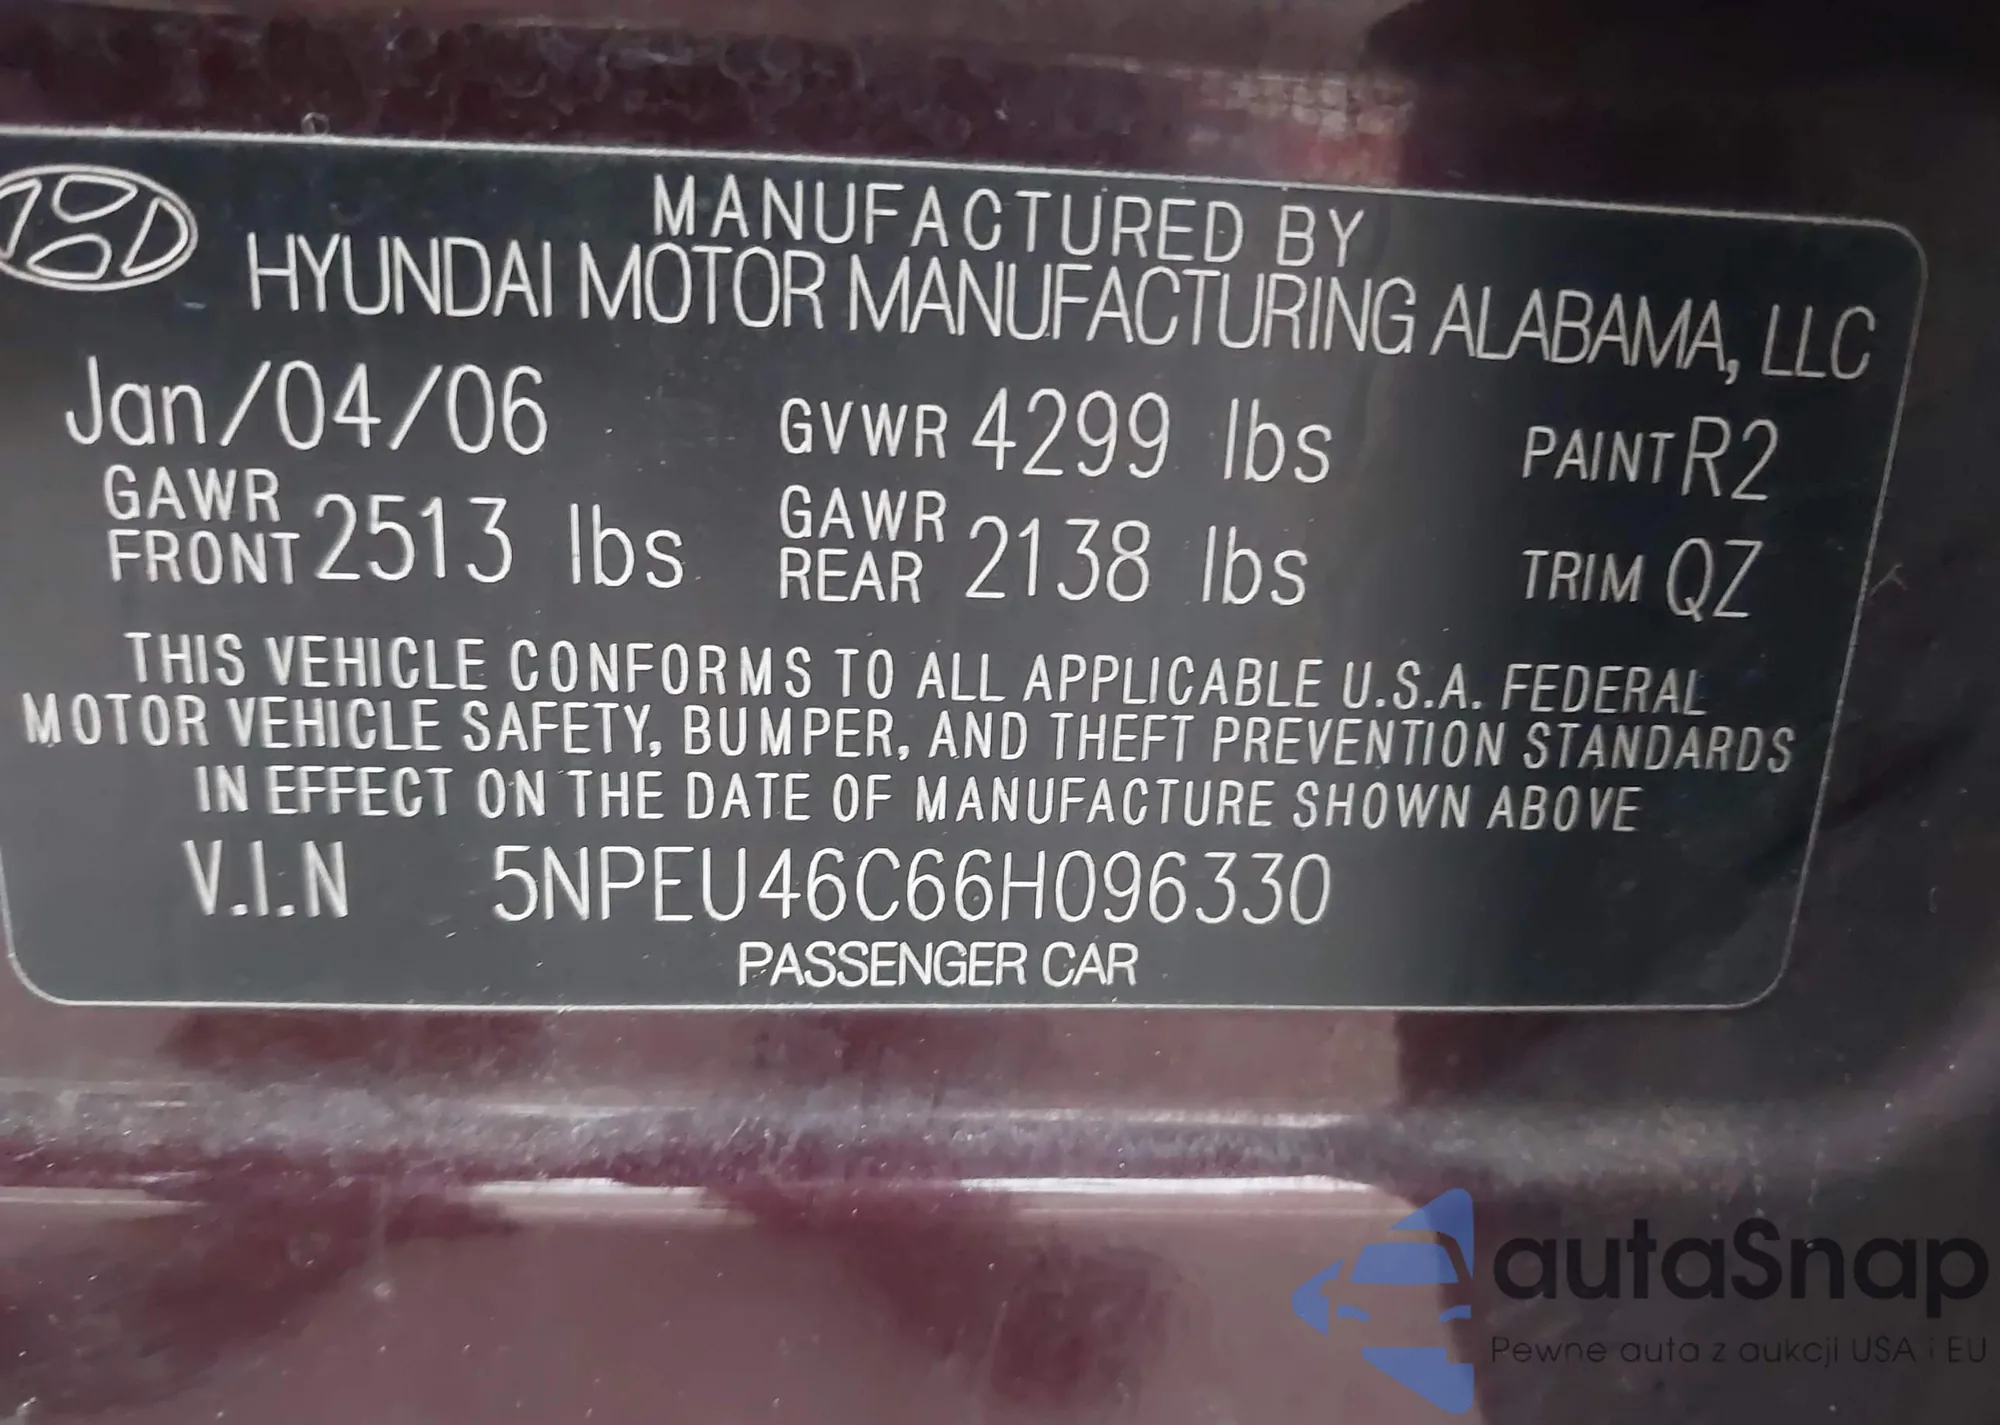 MANUFACTURED BY
HYUNDAI MOTOR MANUFACTURING ALABAMA, LLC
Jan/04/06 GVWR 4299 lbs PAINT R2
GAWR FRONT 2513 lbs GAWR REAR 2138 lbs TRIM QZ
THIS VEHICLE CONFORMS TO ALL APPLICABLE U.S.A. FEDERAL
MOTOR VEHICLE SAFETY, BUMPER, AND THEFT PREVENTION STANDARDS
IN EFFECT ON THE DATE OF MANUFACTURE SHOWN ABOVE
V.I.N 5NPEU46C66H096330
PASSENGER CAR
autaSnap
Pewne auta z aukcji USA i EU